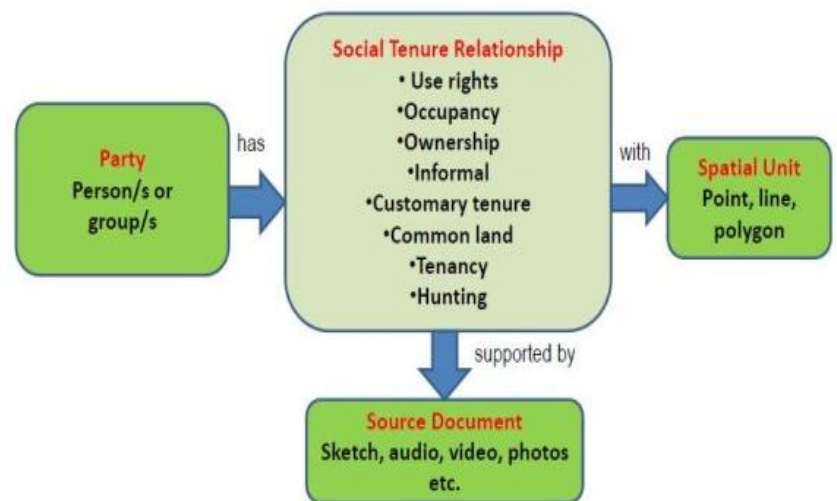 Party
Person/s or
group/s
has
Social Tenure Relationship
• Use rights
•Occupancy
•Ownership
•Informal
•Customary tenure
•Common land
•Tenancy
•Hunting
with
Spatial Unit
Point, line,
polygon
supported by
Source Document
Sketch, audio, video, photos
etc.